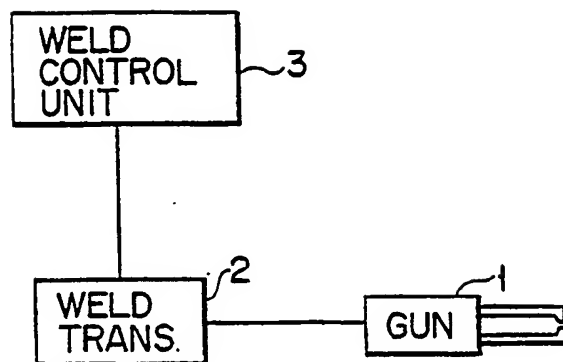 WELD
CONTROL
UNIT
3
2
WELD
TRANS.
1
GUN